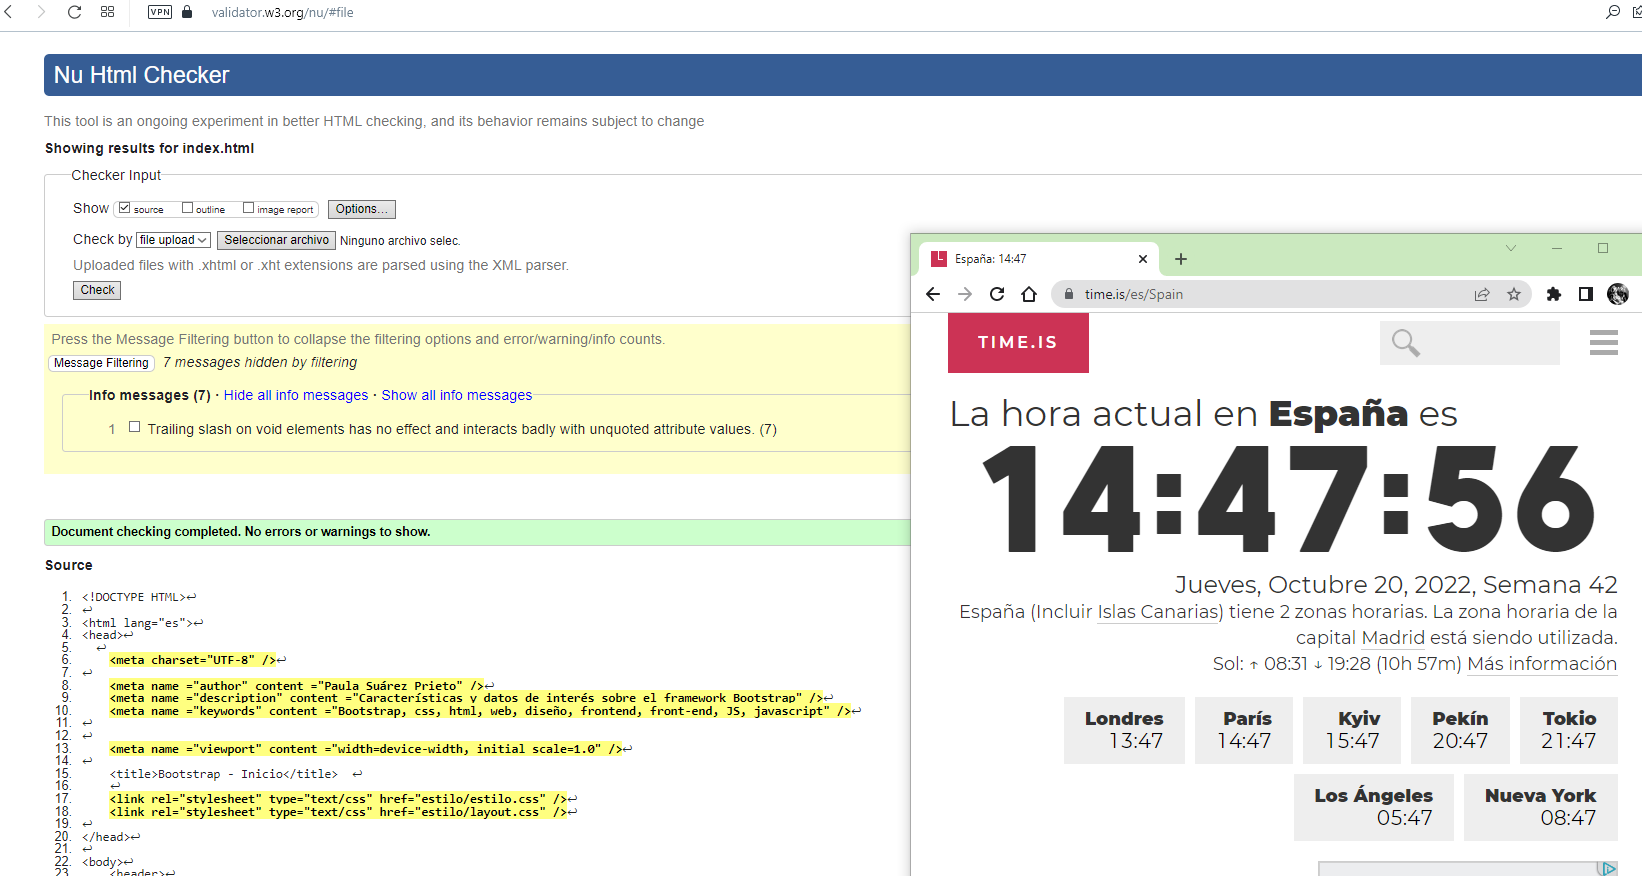 VPN validator.w3.org/nu/#file
Nu Html Checker
This tool is an ongoing experiment in better HTML checking, and its behavior remains subject to change
Showing results for index.html
Checker Input
Show source outline image report Options...
Check by file upload Seleccionar archivo Ninguno archivo selec.
Uploaded files with .xhtml or .xht extensions are parsed using the XML parser.
Check
Press the Message Filtering button to collapse the filtering options and error/warning/info counts.
Message Filtering 7 messages hidden by filtering
Info messages (7) · Hide all info messages · Show all info messages
1 Trailing slash on void elements has no effect and interacts badly with unquoted attribute values. (7)
Document checking completed. No errors or warnings to show.
Source
1. <!DOCTYPE HTML>↩
2. ↩
3. <html lang="es">↩
4. <head>↩
5. ↩
6. <meta charset="UTF-8" />↩
7. ↩
8. <meta name ="author" content ="Paula Suárez Prieto" />↩
9. <meta name ="description" content ="Características y datos de interés sobre el framework Bootstrap" />↩
10. <meta name ="keywords" content ="Bootstrap, css, html, web, diseño, frontend, front-end, JS, javascript" />↩
11. ↩
12. ↩
13. <meta name ="viewport" content ="width=device-width, initial scale=1.0" />↩
14. ↩
15. <title>Bootstrap - Inicio</title> ↩
16. ↩
17. <link rel="stylesheet" type="text/css" href="estilo/estilo.css" />↩
18. <link rel="stylesheet" type="text/css" href="estilo/layout.css" />↩
19. ↩
20. </head>↩
21. ↩
22. <body>↩
23. <header>↩
España: 14:47
time.is/es/Spain
TIME.IS
La hora actual en España es
14:47:56
Jueves, Octubre 20, 2022, Semana 42
España (Incluir Islas Canarias) tiene 2 zonas horarias. La zona horaria de la
capital Madrid está siendo utilizada.
Sol: ↑ 08:31 ↓ 19:28 (10h 57m) Más información
Londres
13:47
París
14:47
Kyiv
15:47
Pekín
20:47
Tokio
21:47
Los Ángeles
05:47
Nueva York
08:47